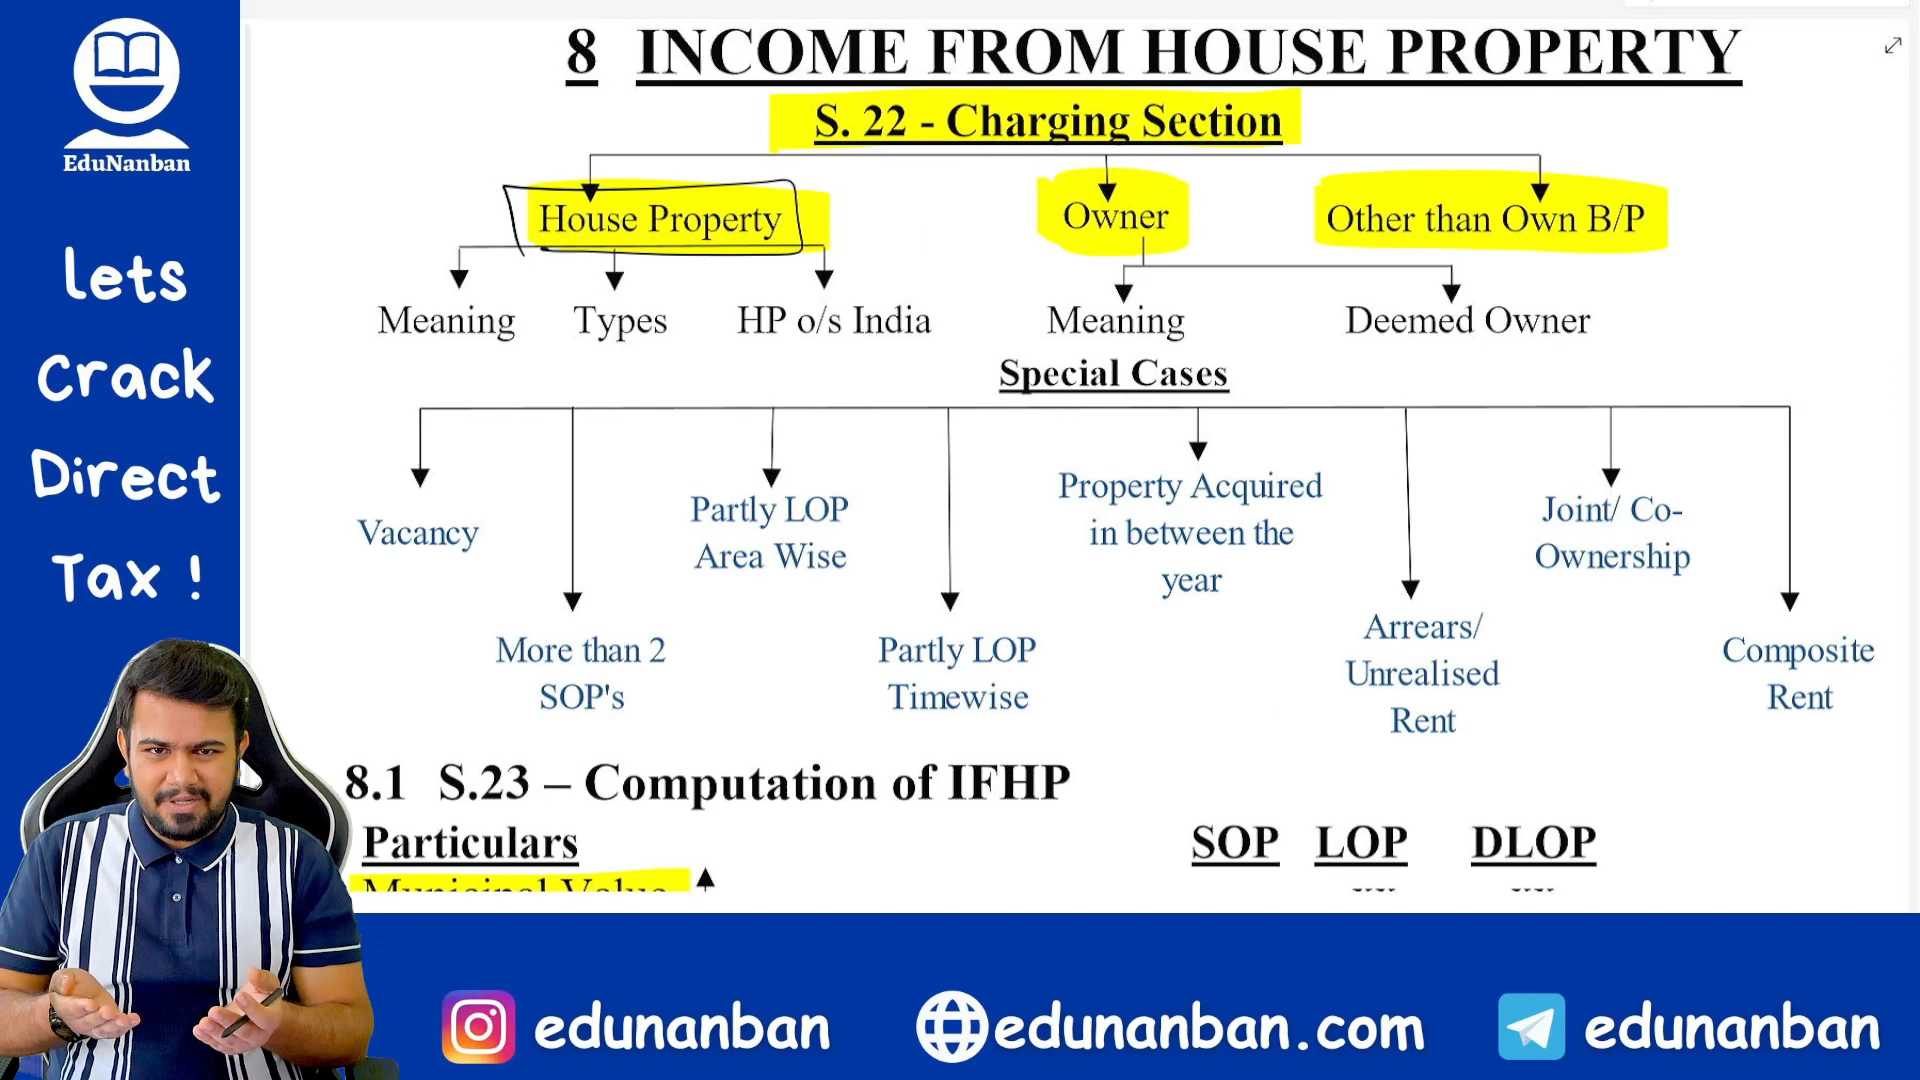 EduNanban
Lets
Crack
Direct
Tax !
8 INCOME FROM HOUSE PROPERTY
S. 22 - Charging Section
House Property
Owner
Other than Own B/P
Meaning
Types
HP o/s India
Meaning
Deemed Owner
Special Cases
Vacancy
More than 2
SOP's
Partly LOP
Area Wise
Partly LOP
Timewise
Property Acquired
in between the
year
Arrears/
Unrealised
Rent
Joint/ Co-
Ownership
Composite
Rent
8.1 S.23 – Computation of IFHP
Particulars SOP LOP DLOP
Municipal Value
edunanban
edunanban.com
edunanban